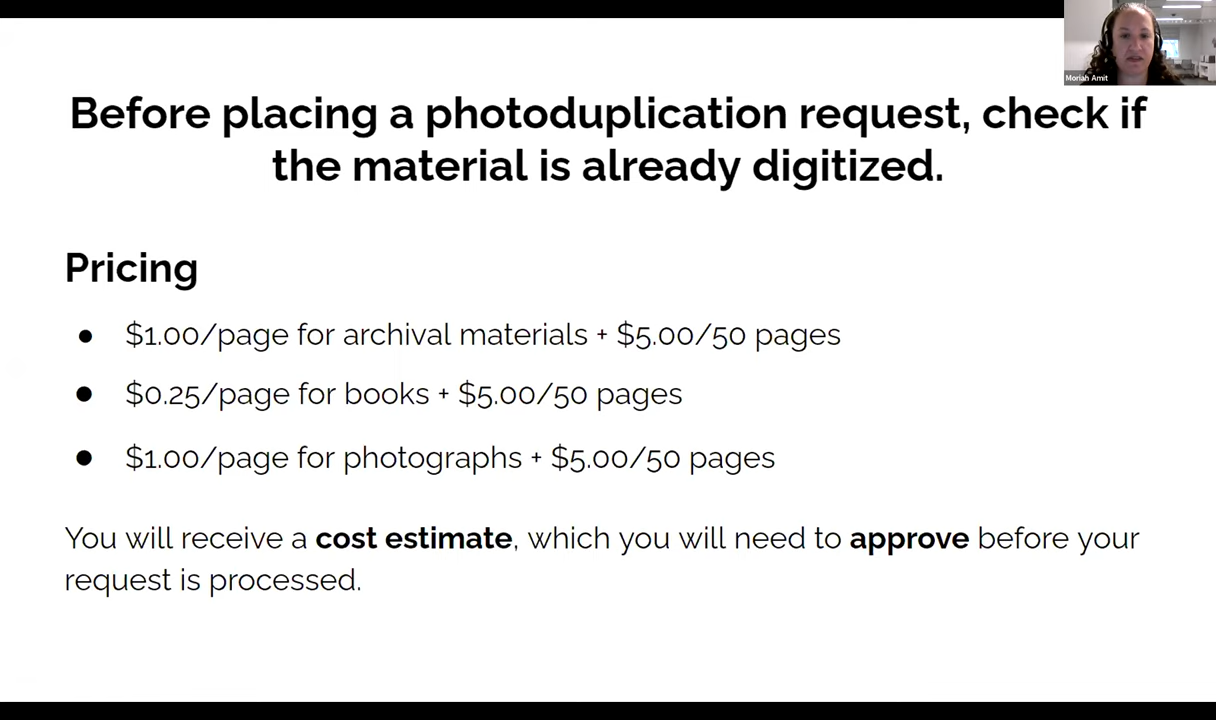 Moriah Amit
Before placing a photoduplication request, check if
the material is already digitized.
Pricing
● $1.00/page for archival materials + $5.00/50 pages
● $0.25/page for books + $5.00/50 pages
● $1.00/page for photographs + $5.00/50 pages
You will receive a cost estimate, which you will need to approve before your
request is processed.